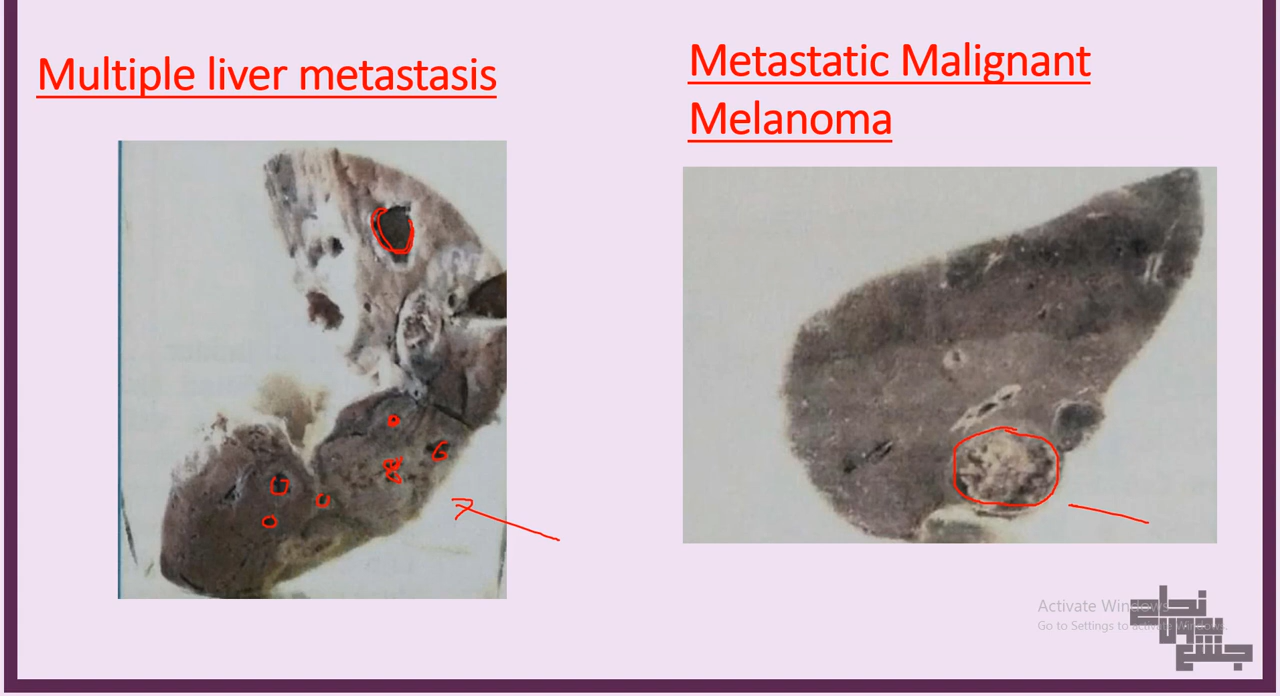 Multiple liver metastasis
Metastatic Malignant
Melanoma
Activate Windows
Go to Settings to activate Windows.